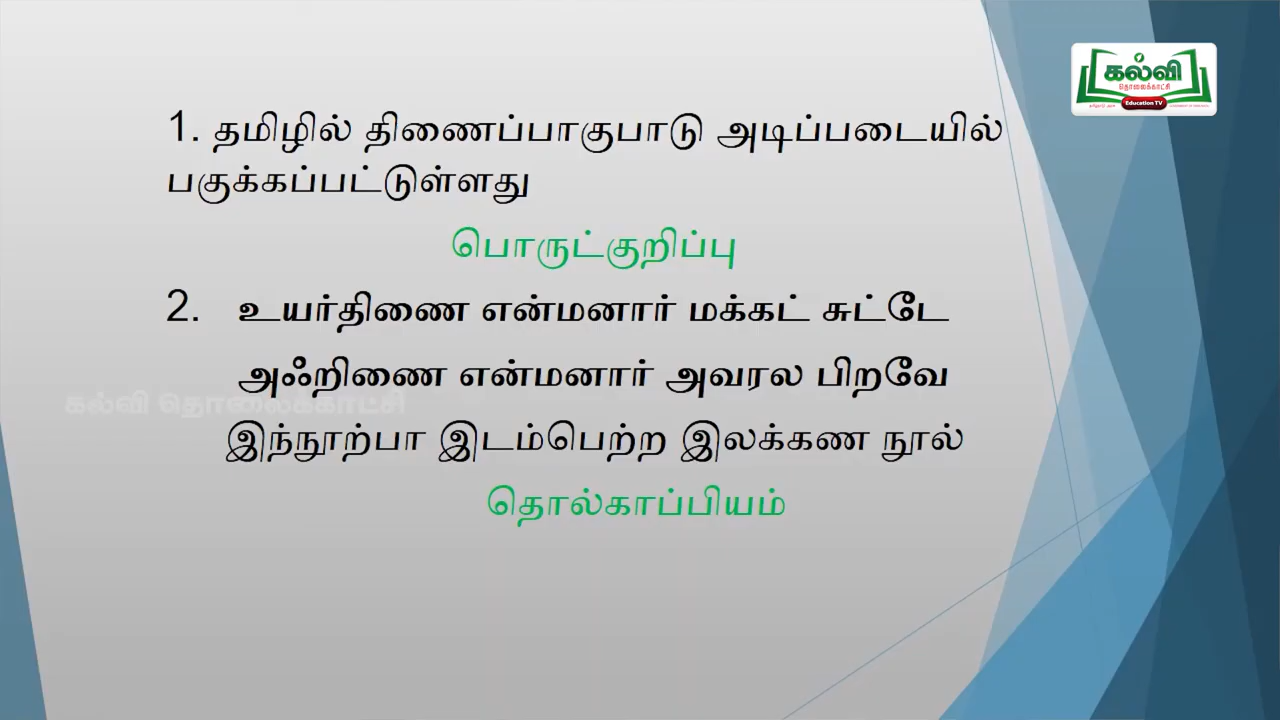 கல்வி
தொலைக்காட்சி
Education TV
1. தமிழில் திணைப்பாகுபாடு அடிப்படையில்
பகுக்கப்பட்டுள்ளது
பொருட்குறிப்பு
2. உயர்திணை என்மனார் மக்கட் சுட்டே
அஃறிணை என்மனார் அவரல பிறவே
கல்வி தொலைக்காட்சி
இந்நூற்பா இடம்பெற்ற இலக்கண நூல்
தொல்காப்பியம்